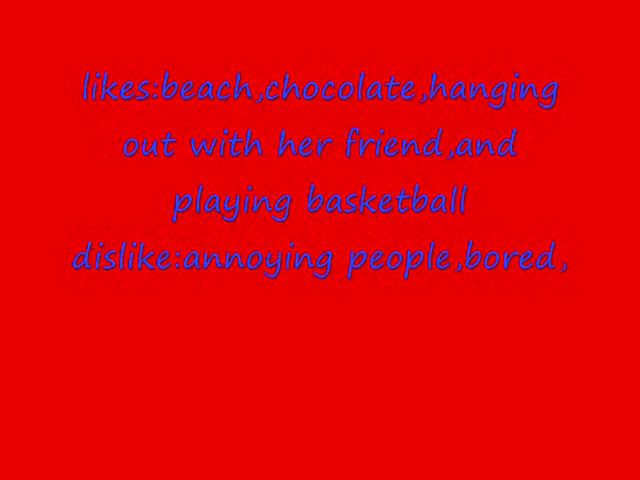 likes:beach,chocolate,hanging
out with her friend,and
playing basketball
dislike:annoying people,bored,